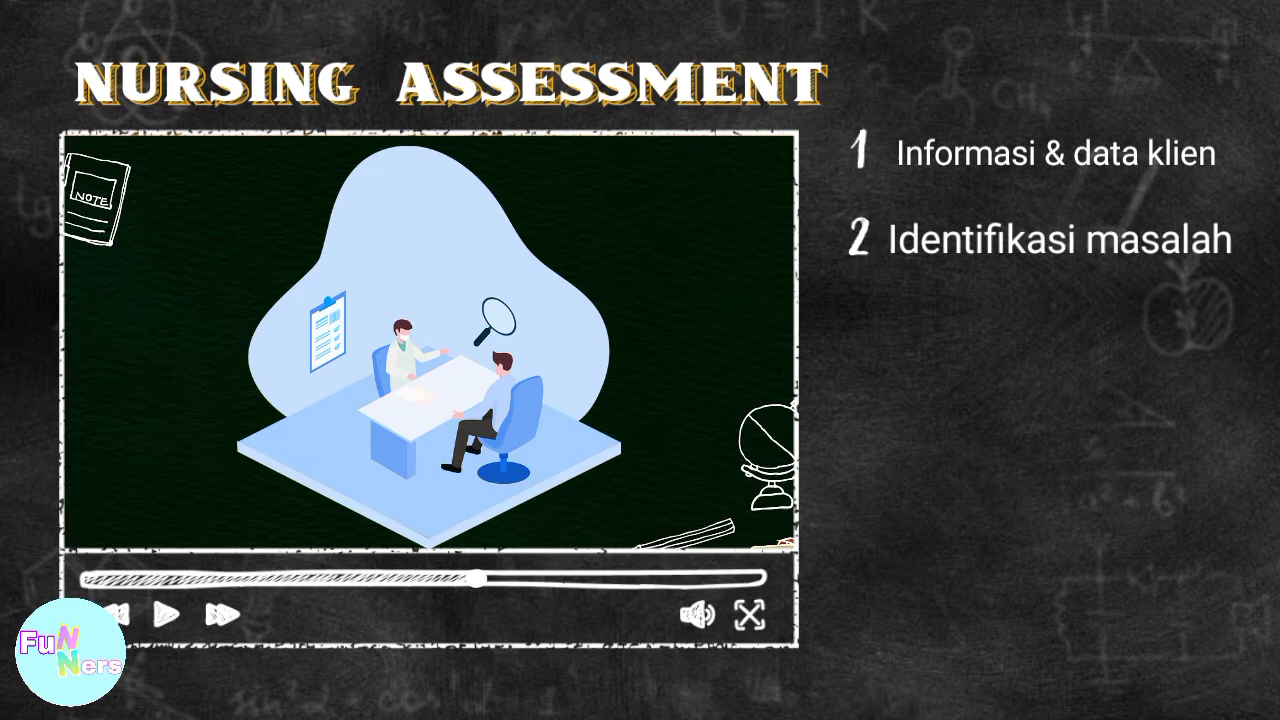 NURSING ASSESSMENT
1 Informasi & data klien
2 Identifikasi masalah
NOTE
FuNNers